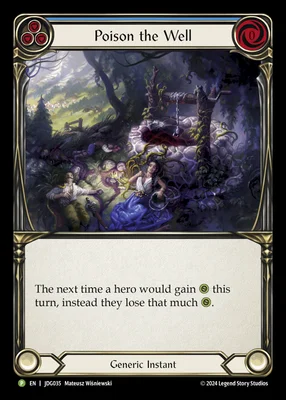 Poison the Well
0
The next time a hero would gain this
turn, instead they lose that much .
Generic Instant
P EN | JDG035 Mateusz Wiśniewski © 2024 Legend Story Studios